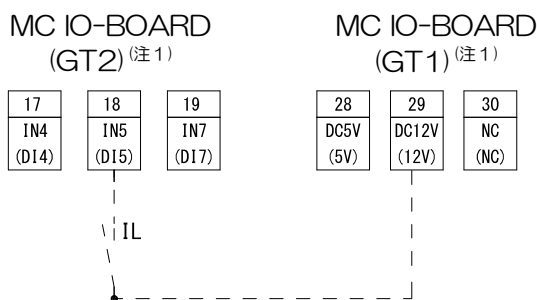 MC IO-BOARD
(GT2)(注1)
MC IO-BOARD
(GT1)(注1)
17 18 19
IN4 IN5 IN7
(DI4) (DI5) (DI7)
28 29 30
DC5V DC12V NC
(5V) (12V) (NC)
IL